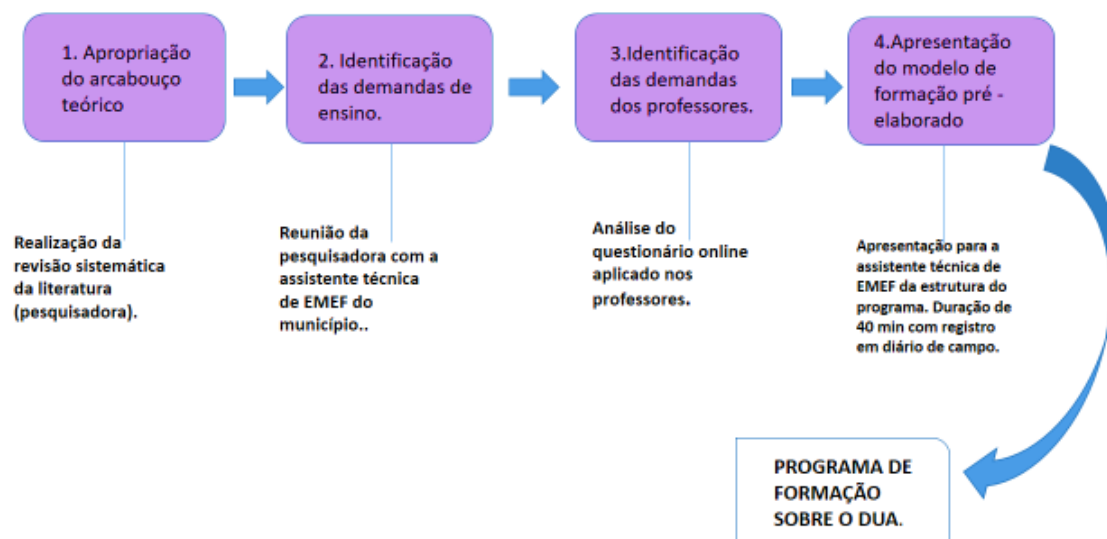 1. Apropriação
do arcabouço
teórico
2. Identificação
das demandas de
ensino.
3.Identificação
das demandas
dos professores.
4.Apresentação
do modelo de
formação pré -
elaborado
Realização da
revisão sistemática
da literatura
(pesquisadora).
Reunião da
pesquisadora com a
assistente técnica
de EMEF do
município..
Análise do
questionário online
aplicado nos
professores.
Apresentação para a
assistente técnica de
EMEF da estrutura do
programa. Duração de
40 min com registro
em diário de campo.
PROGRAMA DE
FORMAÇÃO
SOBRE O DUA.